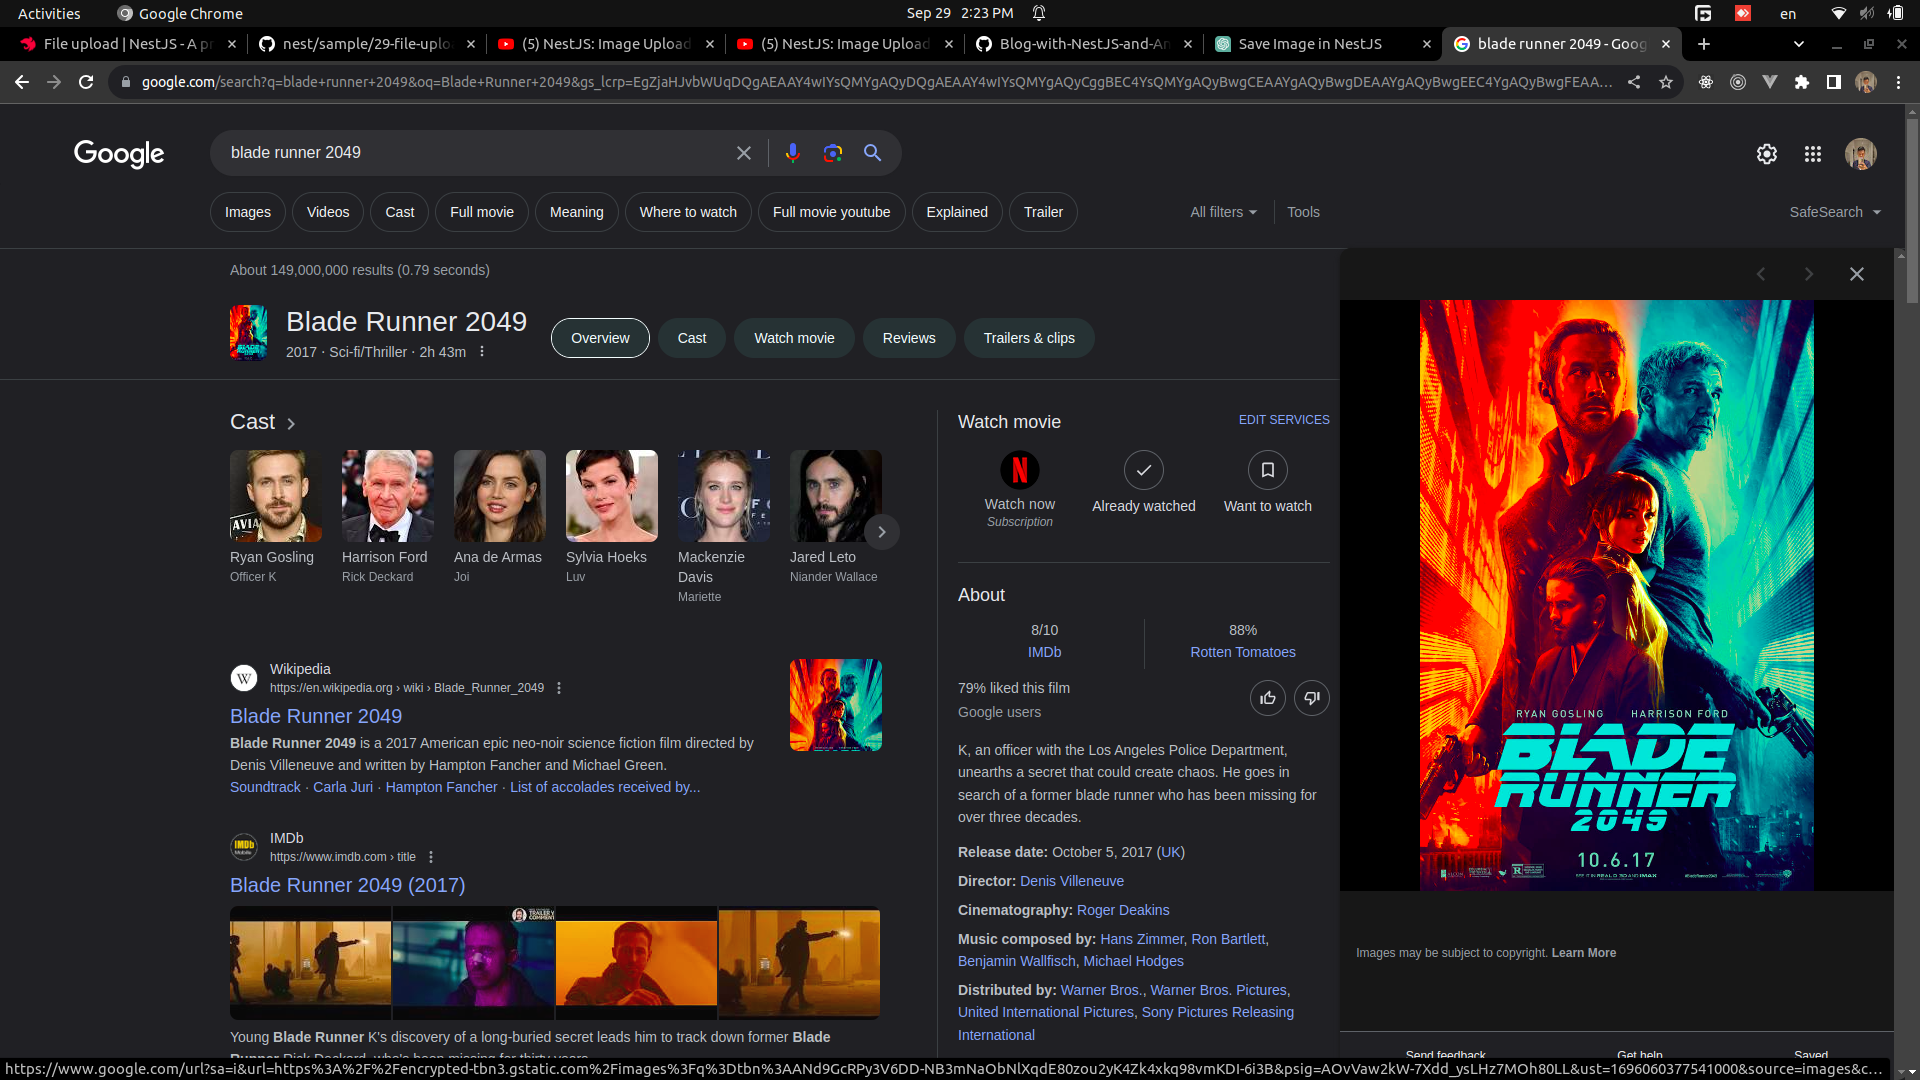 Activities
Google Chrome
Sep 29 2:23 PM
en
File upload | NestJS - A pr
nest/sample/29-file-uplo
(5) NestJS: Image Upload
(5) NestJS: Image Upload
Blog-with-NestJS-and-An
Save Image in NestJS
blade runner 2049 - Goog
google.com/search?q=blade+runner+2049&oq=Blade+Runner+2049&gs_lcrp=EgZjaHJvbWUqDQgAEAAY4wIYsQMYgAQyDQgAEAAY4wIYsQMYgAQyCggBEC4YsQMYgAQyBwgCEAAYgAQyBwgDEAAYgAQyBwgEEC4YgAQyBwgFEAA...
Google
blade runner 2049
Images
Videos
Cast
Full movie
Meaning
Where to watch
Full movie youtube
Explained
Trailer
All filters
Tools
SafeSearch
About 149,000,000 results (0.79 seconds)
Blade Runner 2049
2017 · Sci-fi/Thriller · 2h 43m
Overview
Cast
Watch movie
Reviews
Trailers & clips
Cast
Ryan Gosling
Officer K
Harrison Ford
Rick Deckard
Ana de Armas
Joi
Sylvia Hoeks
Luv
Mackenzie
Davis
Mariette
Jared Leto
Niander Wallace
Wikipedia
https://en.wikipedia.org › wiki › Blade_Runner_2049
Blade Runner 2049
Blade Runner 2049 is a 2017 American epic neo-noir science fiction film directed by
Denis Villeneuve and written by Hampton Fancher and Michael Green.
Soundtrack · Carla Juri · Hampton Fancher · List of accolades received by...
IMDb
https://www.imdb.com › title
Blade Runner 2049 (2017)
Young Blade Runner K's discovery of a long-buried secret leads him to track down former Blade
Runner Rick Deckard, who's been missing for thirty years.
Watch movie
EDIT SERVICES
Watch now
Subscription
Already watched
Want to watch
About
8/10
IMDb
88%
Rotten Tomatoes
79% liked this film
Google users
K, an officer with the Los Angeles Police Department,
unearths a secret that could create chaos. He goes in
search of a former blade runner who has been missing for
over three decades.
Release date: October 5, 2017 (UK)
Director: Denis Villeneuve
Cinematography: Roger Deakins
Music composed by: Hans Zimmer, Ron Bartlett,
Benjamin Wallfisch, Michael Hodges
Distributed by: Warner Bros., Warner Bros. Pictures,
United International Pictures, Sony Pictures Releasing
International
RYAN GOSLING HARRISON FORD
BLADE
RUNNER
2049
10.6.17
Images may be subject to copyright. Learn More
Send feedback
Get help
Saved
https://www.google.com/url?sa=i&url=https%3A%2F%2Fencrypted-tbn3.gstatic.com%2Fimages%3Fq%3Dtbn%3AANd9GcRPy3V6DD-NB3mNaObNlXqdE80zou2yK4Zk4xkq98vmKDI-6i3B&psig=AOvVaw2kW-7Xdd_ysLHz7MOh80LL&ust=1696060377541000&source=images&c...